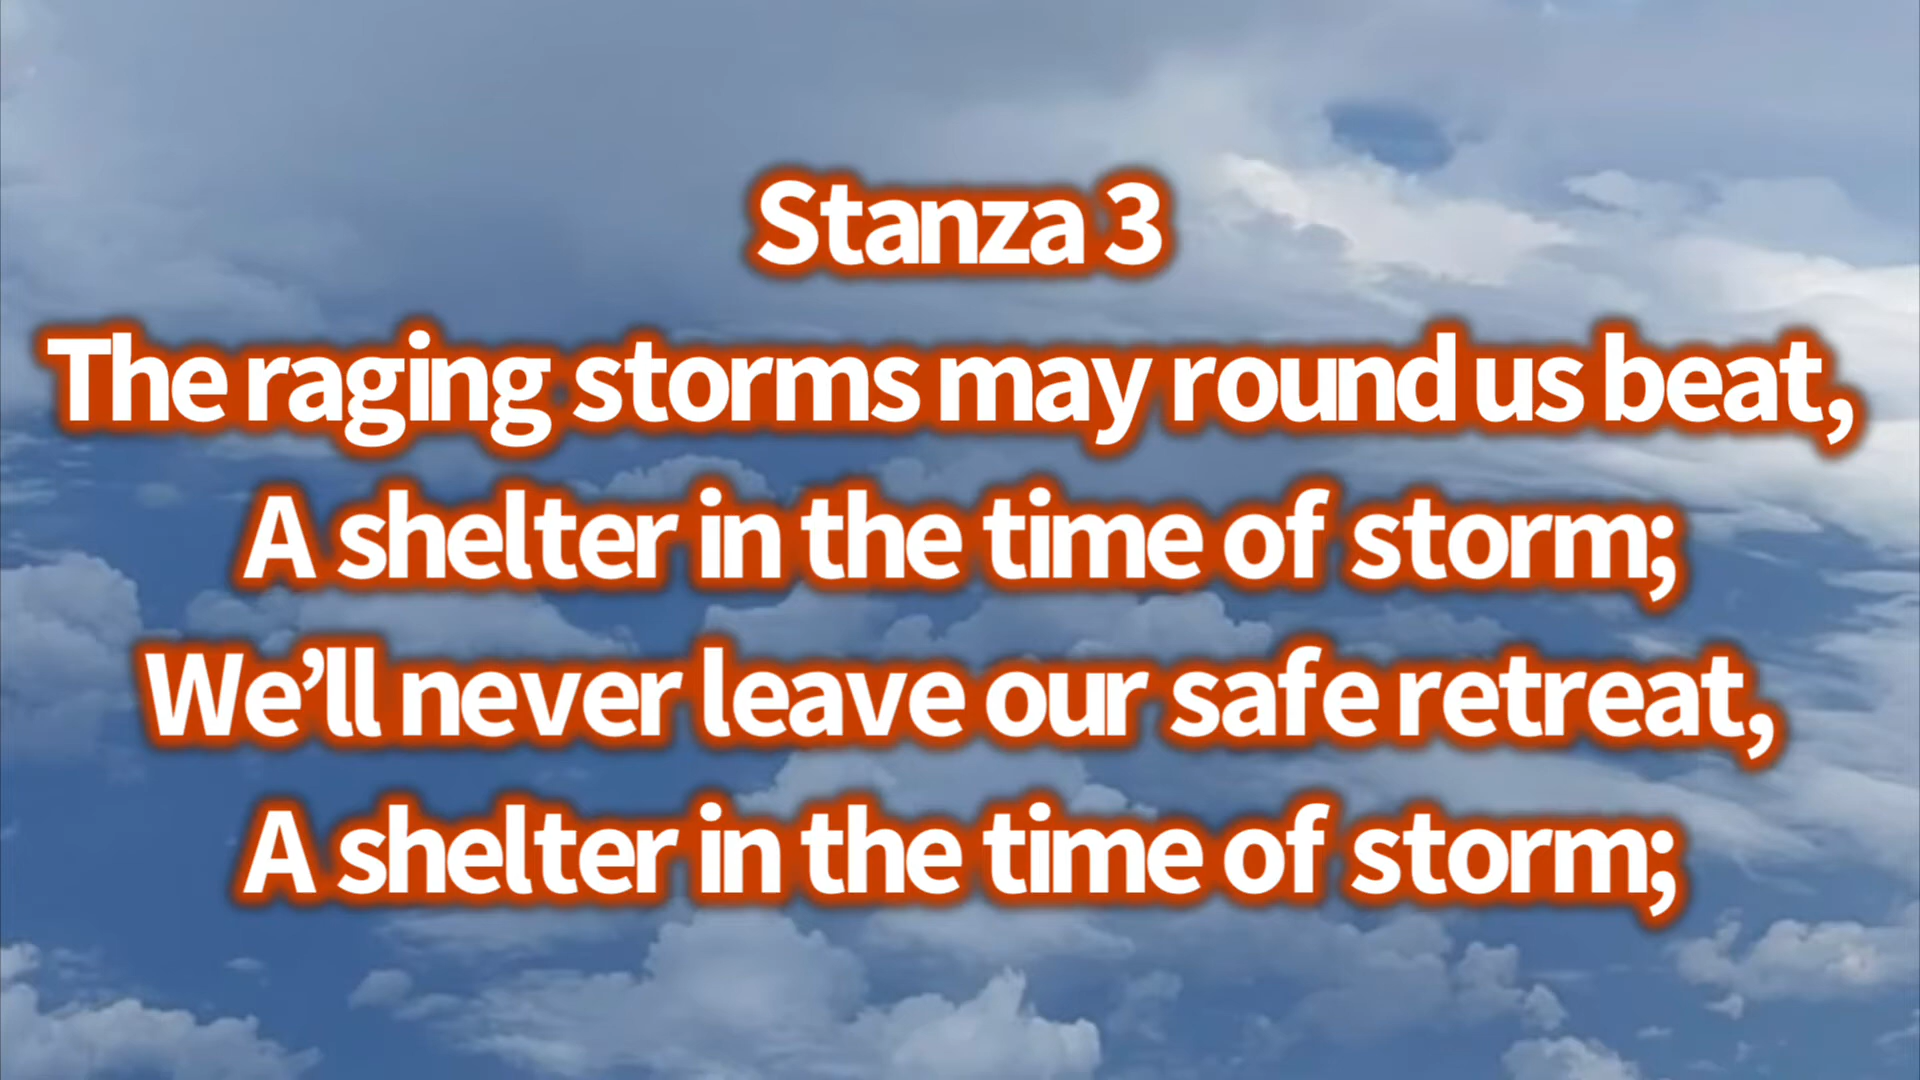 Stanza 3
The raging storms may round us beat,
A shelter in the time of storm;
We’ll never leave our safe retreat,
A shelter in the time of storm;